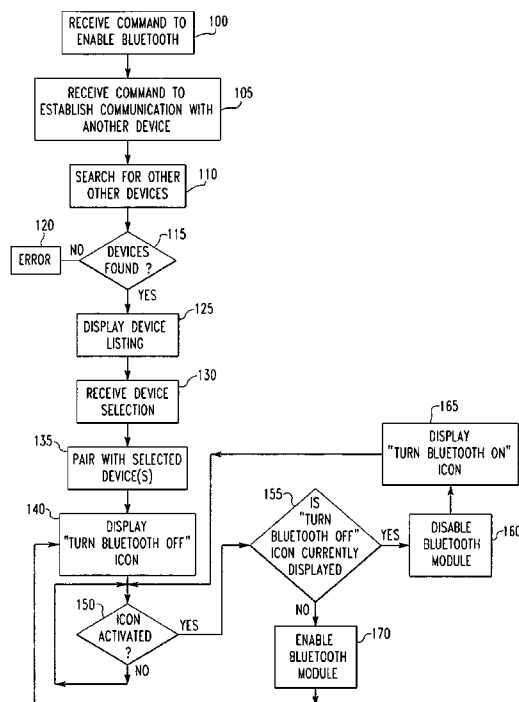 RECEIVE COMMAND TO
ENABLE BLUETOOTH
100
RECEIVE COMMAND TO
ESTABLISH COMMUNICATION WITH
ANOTHER DEVICE
105
SEARCH FOR OTHER
OTHER DEVICES
110
120
ERROR
NO
DEVICES
FOUND ?
115
YES
DISPLAY DEVICE
LISTING
125
RECEIVE DEVICE
SELECTION
130
135
PAIR WITH SELECTED
DEVICE(S)
140
DISPLAY
"TURN BLUETOOTH OFF"
ICON
150
ICON
ACTIVATED
?
YES
NO
155
IS
"TURN
BLUETOOTH OFF"
ICON CURRENTLY
DISPLAYED
YES
NO
DISABLE
BLUETOOTH
MODULE
160
165
DISPLAY
"TURN BLUETOOTH ON"
ICON
ENABLE
BLUETOOTH
MODULE
170